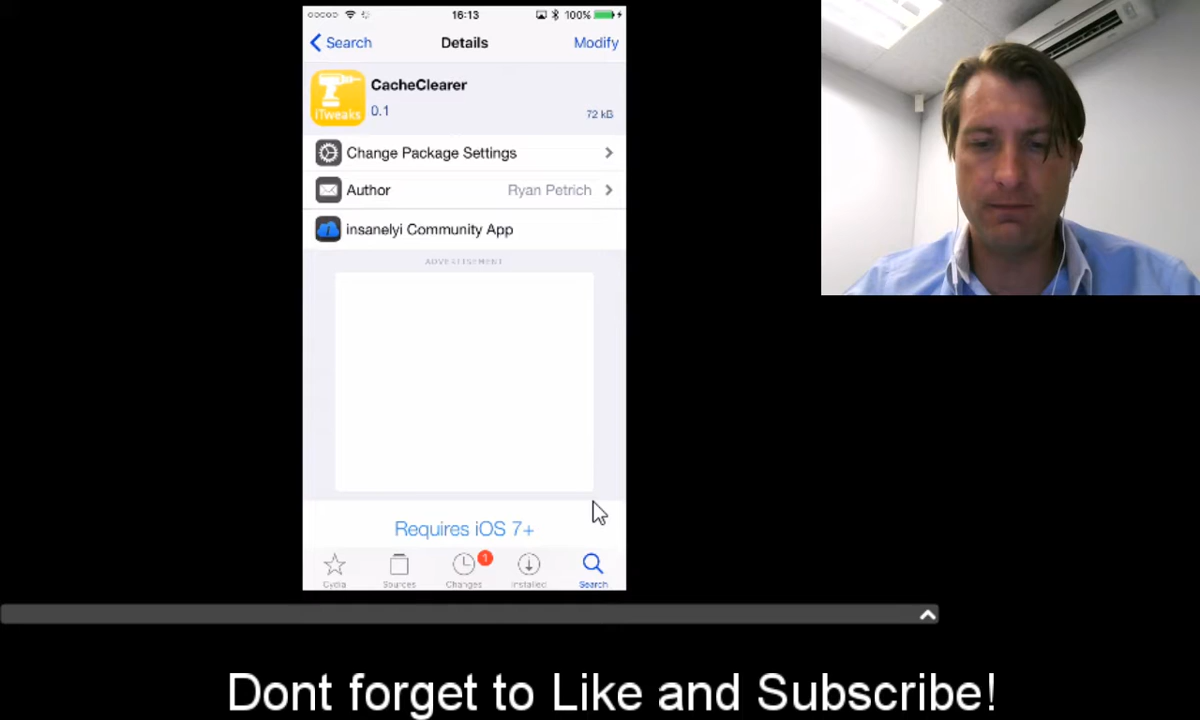 16:13
100%
Search
Details
Modify
iTweaks
CacheClearer
0.1
72 kB
Change Package Settings
Author
Ryan Petrich
insanelyi Community App
ADVERTISEMENT
Requires iOS 7+
1
Cydia
Sources
Changes
Installed
Search
Dont forget to Like and Subscribe!